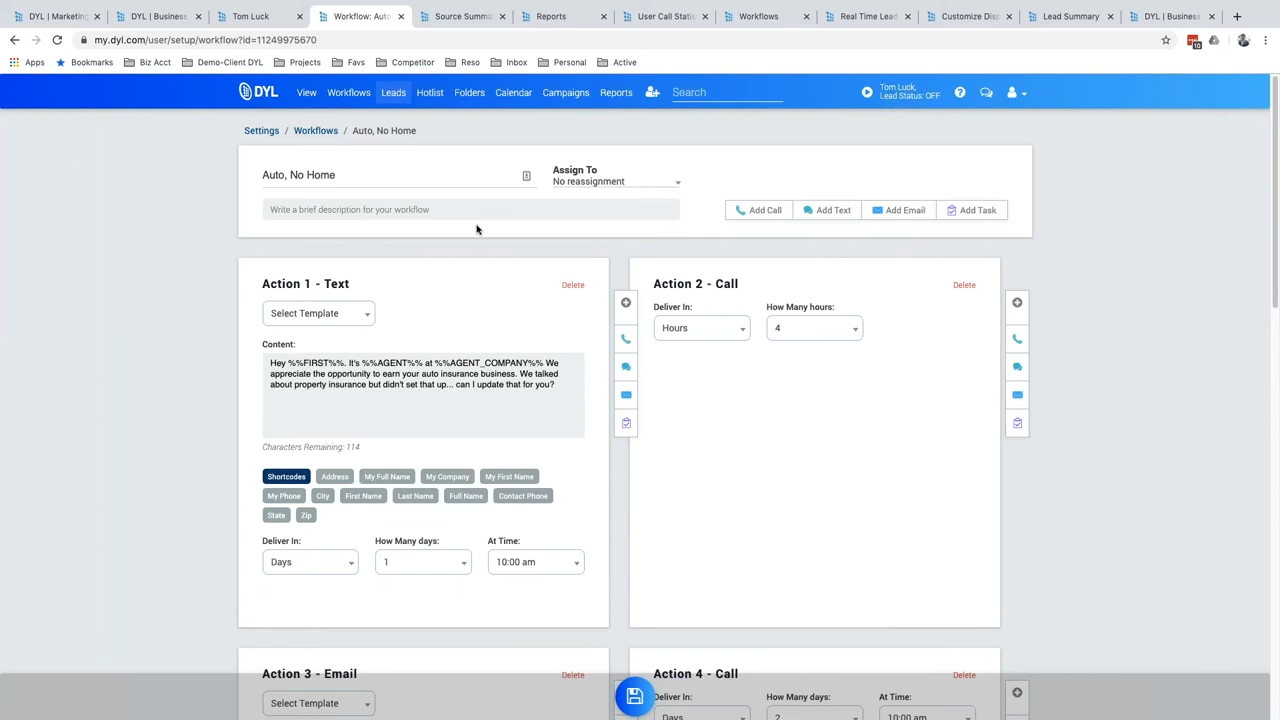 DYL | Marketing
DYL | Business
Tom Luck
Workflow: Auto
Source Summa
Reports
User Call Statis
Workflows
Real Time Lead
Customize Disp
Lead Summary
DYL | Business
my.dyl.com/user/setup/workflow?id=11249975670
10
Apps
Bookmarks
Biz Acct
Demo-Client DYL
Projects
Favs
Competitor
Reso
Inbox
Personal
Active
DYL
View
Workflows
Leads
Hotlist
Folders
Calendar
Campaigns
Reports
Search
Tom Luck,
Lead Status: OFF
Settings / Workflows / Auto, No Home
Auto, No Home
Assign To
No reassignment
Write a brief description for your workflow
Add Call
Add Text
Add Email
Add Task
Action 1 - Text
Delete
Select Template
Content:
Hey %%FIRST%%. It's %%AGENT%% at %%AGENT_COMPANY%% We
appreciate the opportunity to earn your auto insurance business. We talked
about property insurance but didn't set that up... can I update that for you?
Characters Remaining: 114
Shortcodes
Address
My Full Name
My Company
My First Name
My Phone
City
First Name
Last Name
Full Name
Contact Phone
State
Zip
Deliver In:
How Many days:
At Time:
Days
1
10:00 am
Action 2 - Call
Delete
Deliver In:
How Many hours:
Hours
4
Action 3 - Email
Delete
Select Template
Action 4 - Call
Delete
Deliver In:
How Many days:
At Time:
Days
2
10:00 am